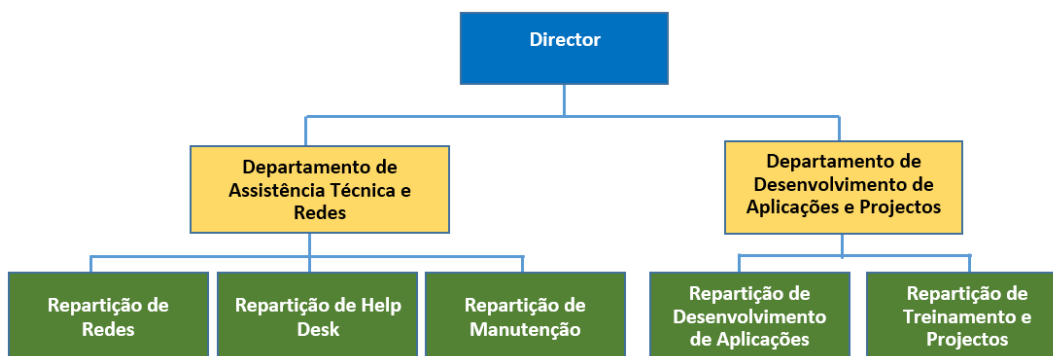 Director
Departamento de
Assistência Técnica e
Redes
Departamento de
Desenvolvimento de
Aplicações e Projectos
Repartição de
Redes
Repartição de Help
Desk
Repartição de
Manutenção
Repartição de
Desenvolvimento
de Aplicações
Repartição de
Treinamento e
Projectos